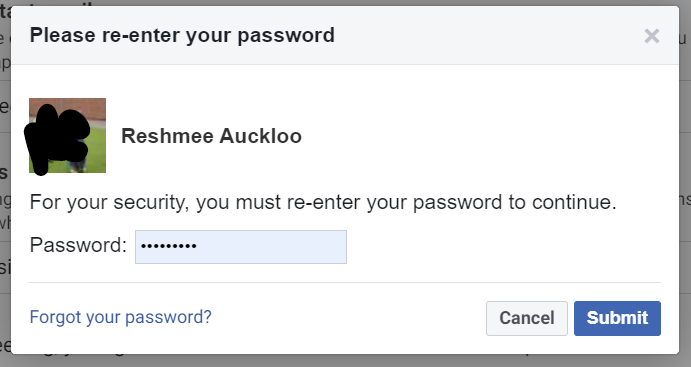 Please re-enter your password
Reshmee Auckloo
For your security, you must re-enter your password to continue.
Password: •••••••••
Forgot your password?
Cancel
Submit